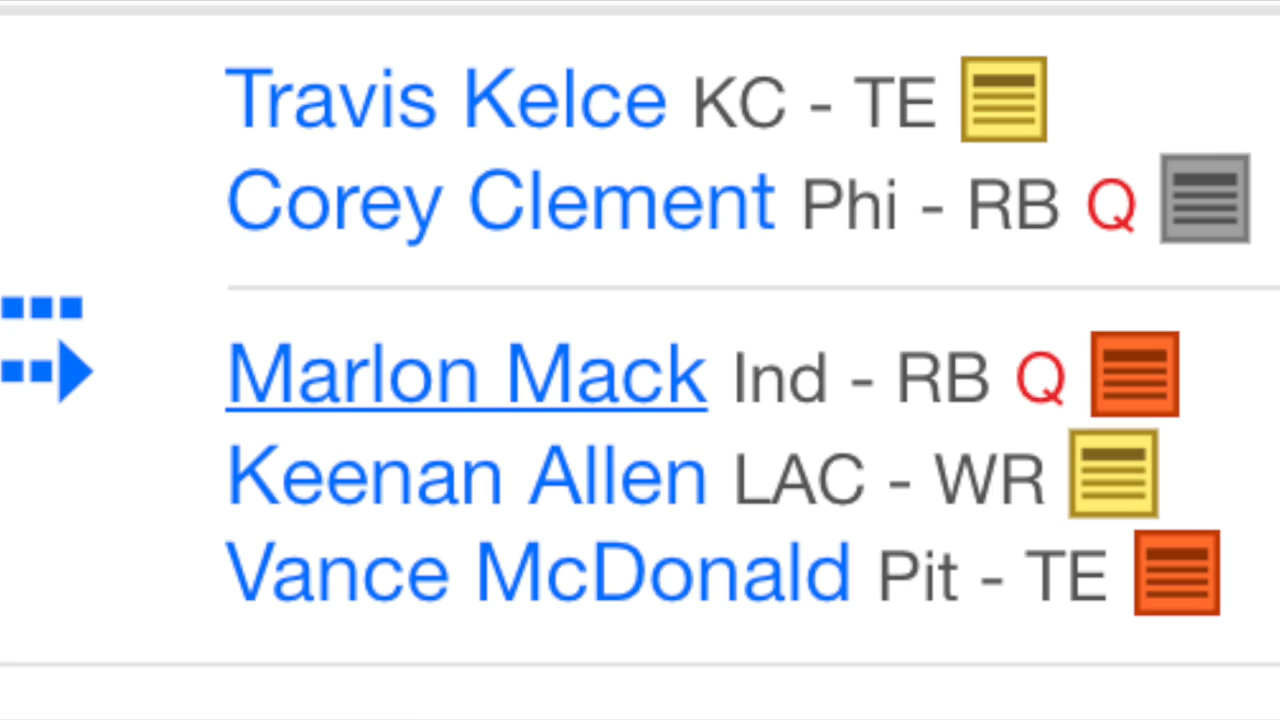 Travis Kelce KC - TE
Corey Clement Phi - RB Q
Marlon Mack Ind - RB Q
Keenan Allen LAC - WR
Vance McDonald Pit - TE